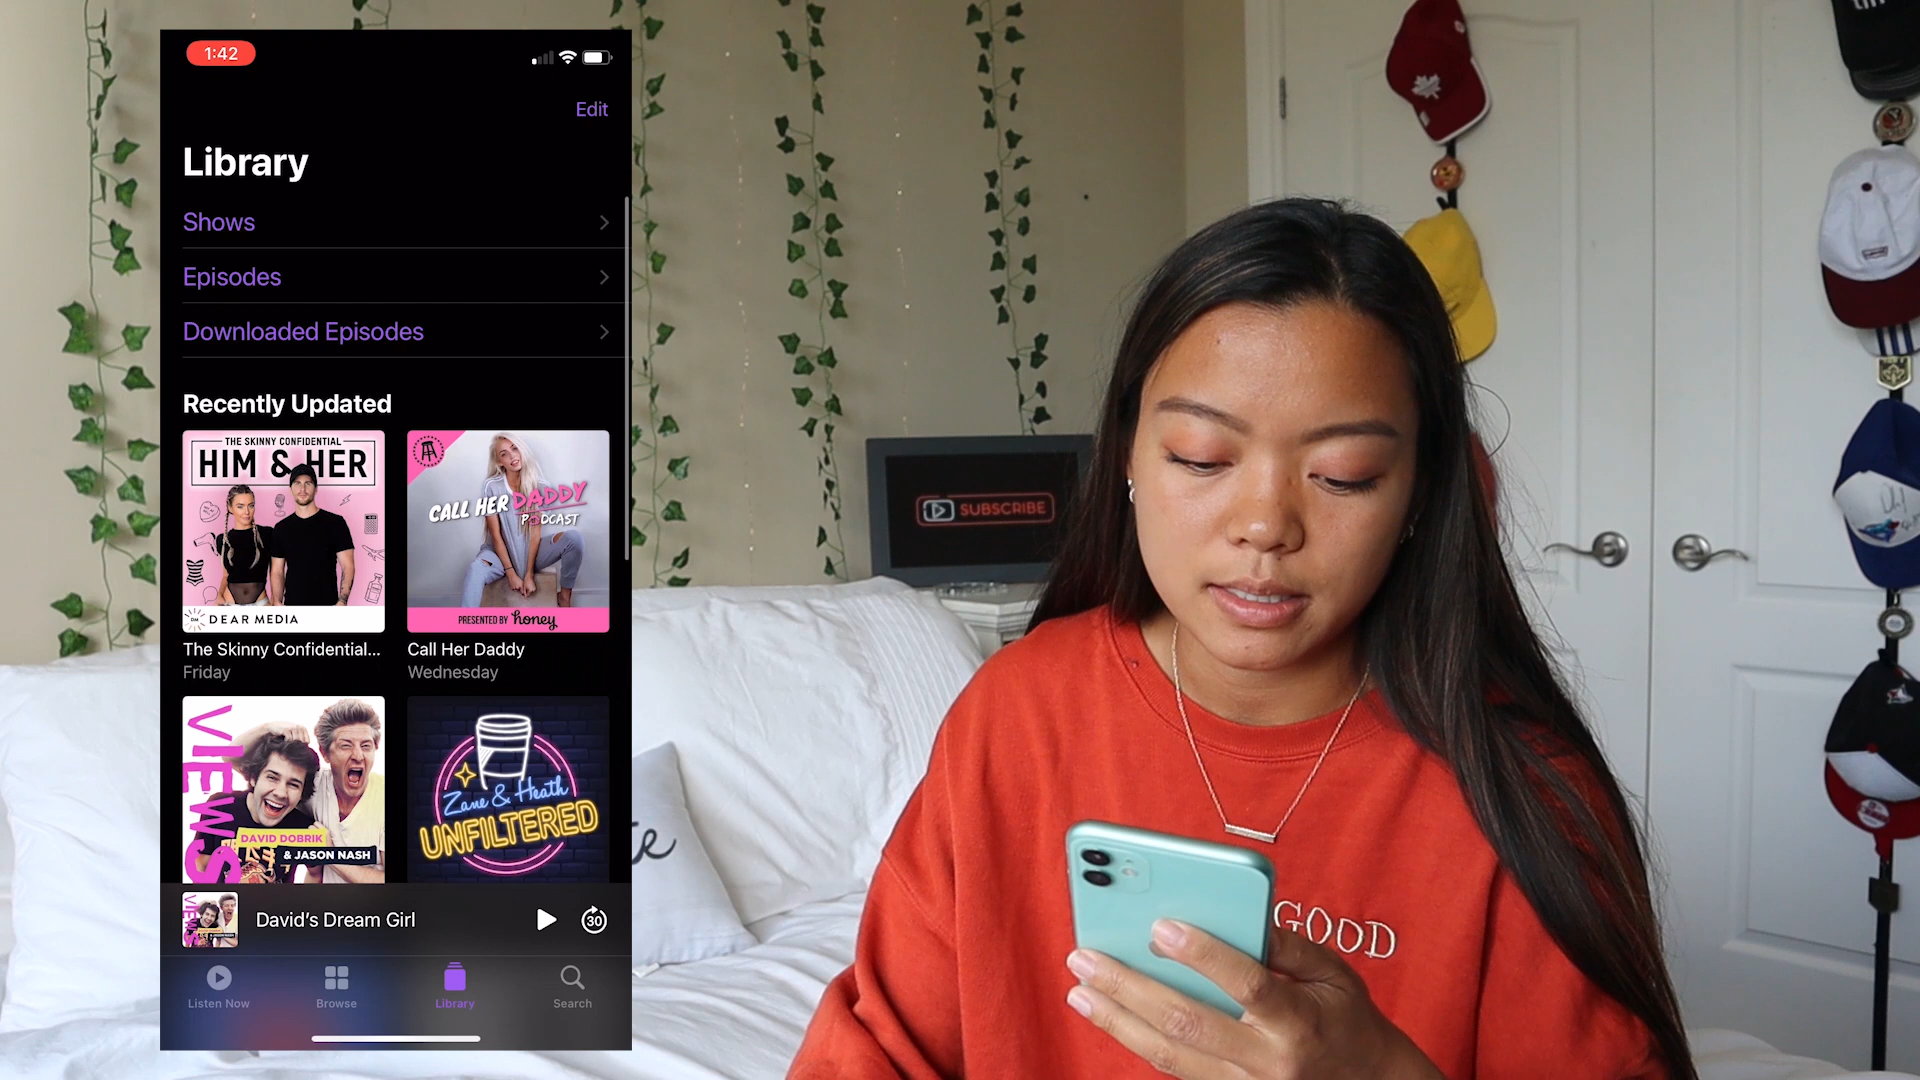 1:42
Edit
Library
Shows
Episodes
Downloaded Episodes
Recently Updated
THE SKINNY CONFIDENTIAL
HIM & HER
DEAR MEDIA
CALL HER DADDY
PODCAST
PRESENTED BY honey
The Skinny Confidential...
Friday
Call Her Daddy
Wednesday
VIEWS
DAVID DOBRIK
& JASON NASH
Zane & Heath
UNFILTERED
David's Dream Girl
30
Listen Now
Browse
Library
Search
SUBSCRIBE
GOOD